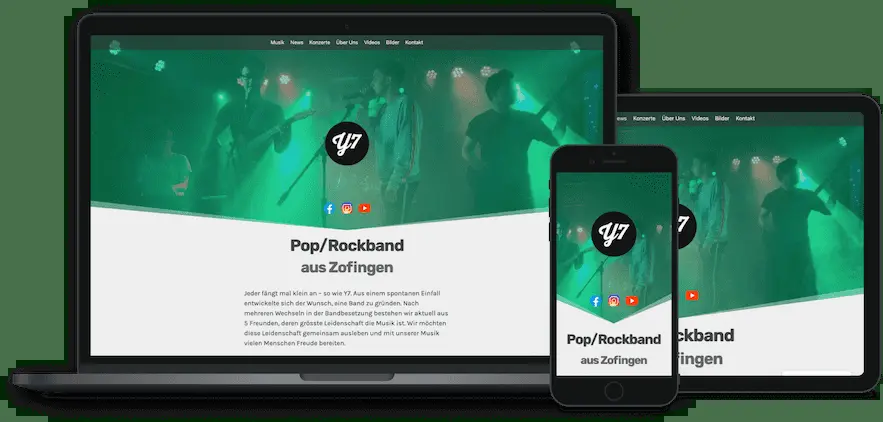 Musik News Konzerte Über Uns Videos Bilder Kontakt
Y7
Pop/Rockband
aus Zofingen
Jeder fängt mal klein an – so wie Y7. Aus einem spontanen Einfall
entwickelte sich der Wunsch, eine Band zu gründen. Nach
mehreren Wechseln in der Bandbesetzung bestehen wir aktuell aus
5 Freunden, deren grösste Leidenschaft die Musik ist. Wir möchten
diese Leidenschaft gemeinsam ausleben und mit unserer Musik
vielen Menschen Freude bereiten.
Y7
Pop/Rockband
aus Zofingen
ews Konzerte Über Uns Videos Bilder Kontakt
7
ckband
fingen